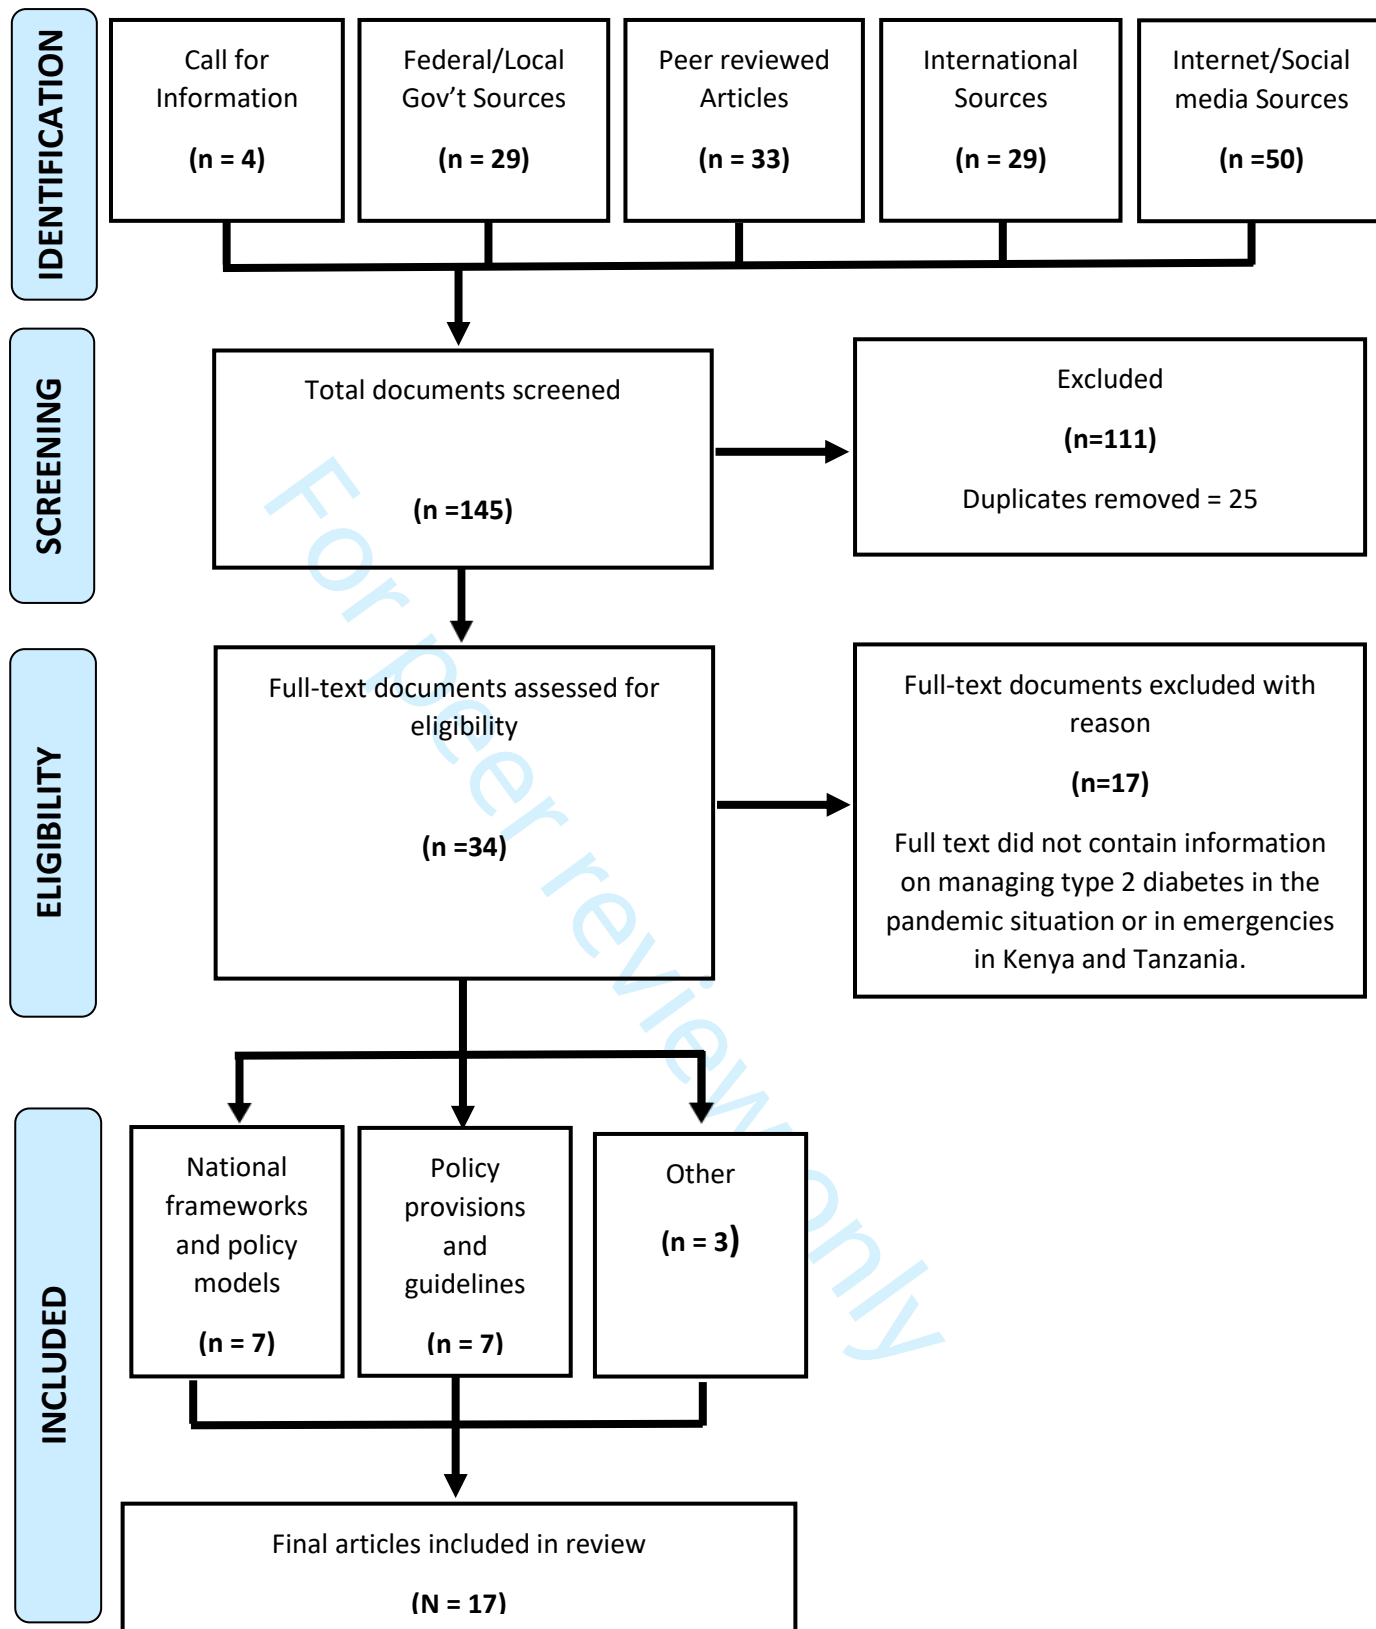 IDENTIFICATION
Call for
Information
(n = 4)
Federal/Local
Gov’t Sources
(n = 29)
Peer reviewed
Articles
(n = 33)
International
Sources
(n = 29)
Internet/Social
media Sources
(n =50)
SCREENING
Total documents screened
(n =145)
Excluded
(n=111)
Duplicates removed = 25
ELIGIBILITY
Full-text documents assessed for
eligibility
(n =34)
Full-text documents excluded with
reason
(n=17)
Full text did not contain information
on managing type 2 diabetes in the
pandemic situation or in emergencies
in Kenya and Tanzania.
INCLUDED
National
frameworks
and policy
models
(n = 7)
Policy
provisions
and
guidelines
(n = 7)
Other
(n = 3)
Final articles included in review
(N = 17)
For peer review only